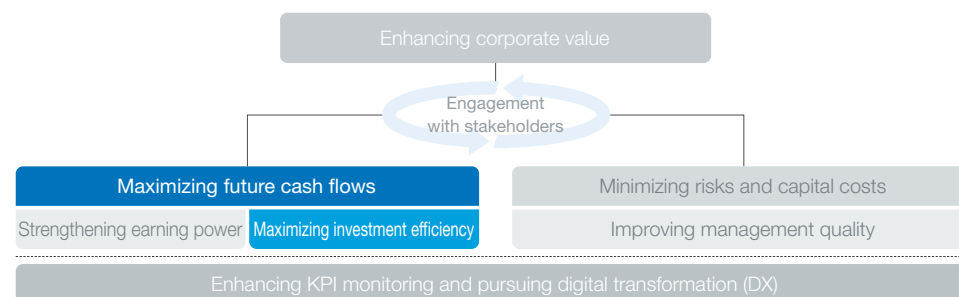 Enhancing corporate value
Engagement
with stakeholders
Maximizing future cash flows
Minimizing risks and capital costs
Strengthening earning power
Maximizing investment efficiency
Improving management quality
Enhancing KPI monitoring and pursuing digital transformation (DX)